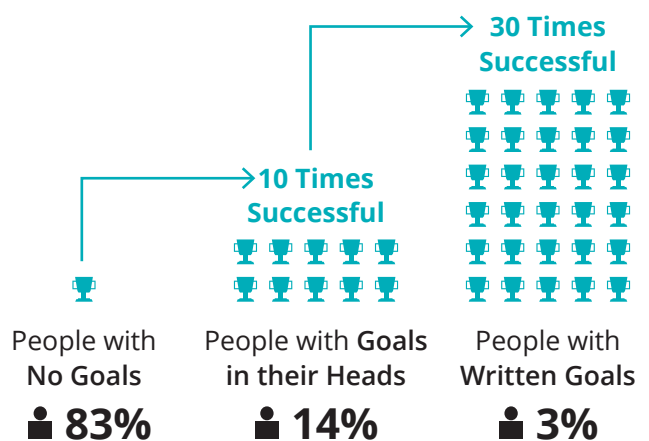 30 Times
Successful
10 Times
Successful
People with
No Goals
83%
People with Goals
in their Heads
14%
People with
Written Goals
3%